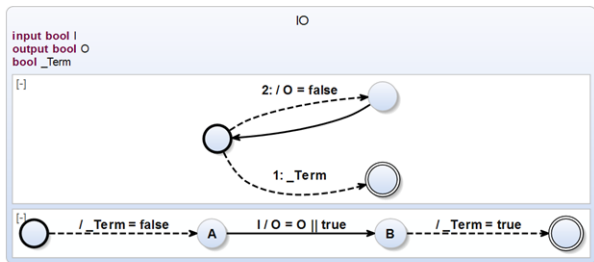 IO
input bool I
output bool O
bool _Term
[-]
2: / O = false
1: _Term
[-]
/ _Term = false
A
I / O = O || true
B
/ _Term = true